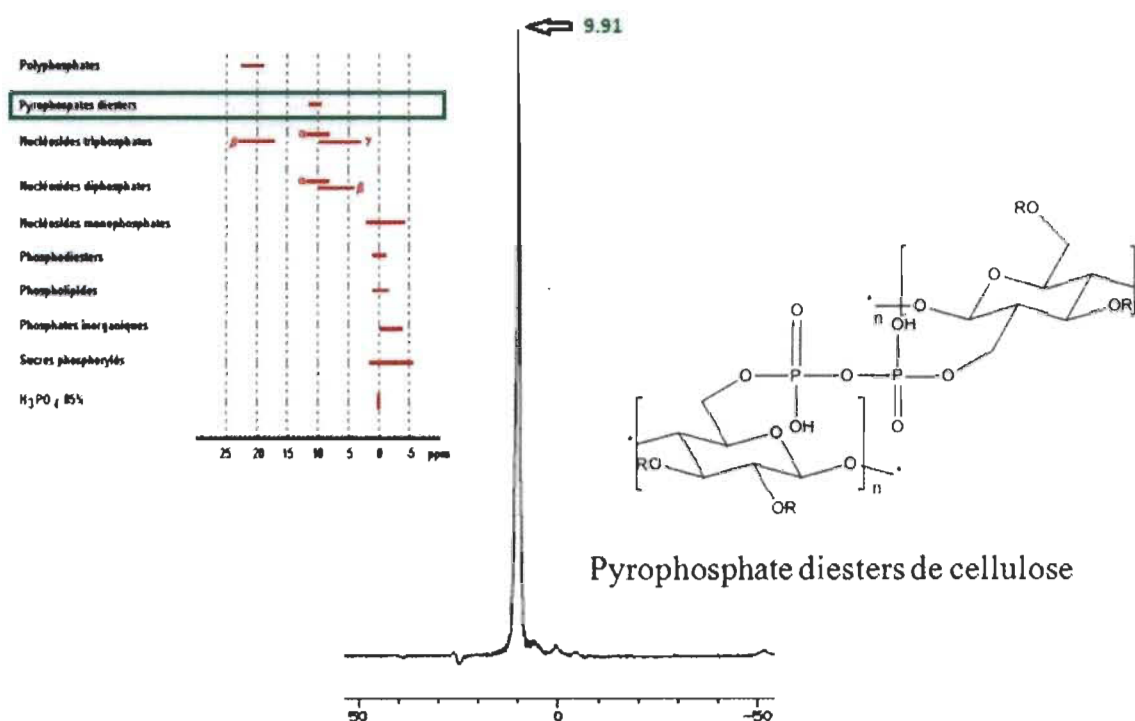 9.91
Polyphosphates
Pyrophospates diesters
Nucléosides triphosphates
α
β
γ
Nucléosides diphosphates
α
β
Nucléosides monophosphates
Phosphodiesters
Phospholipides
Phosphates inorganiques
Sucres phosphorylés
H3PO4 85%
25 20 15 10 5 0 -5 ppm
RO
O
n
O
OH
OR
O
O
P
O
P
O
OH
O
O
RO
O
n
OR
Pyrophosphate diesters de cellulose
50 0 -50